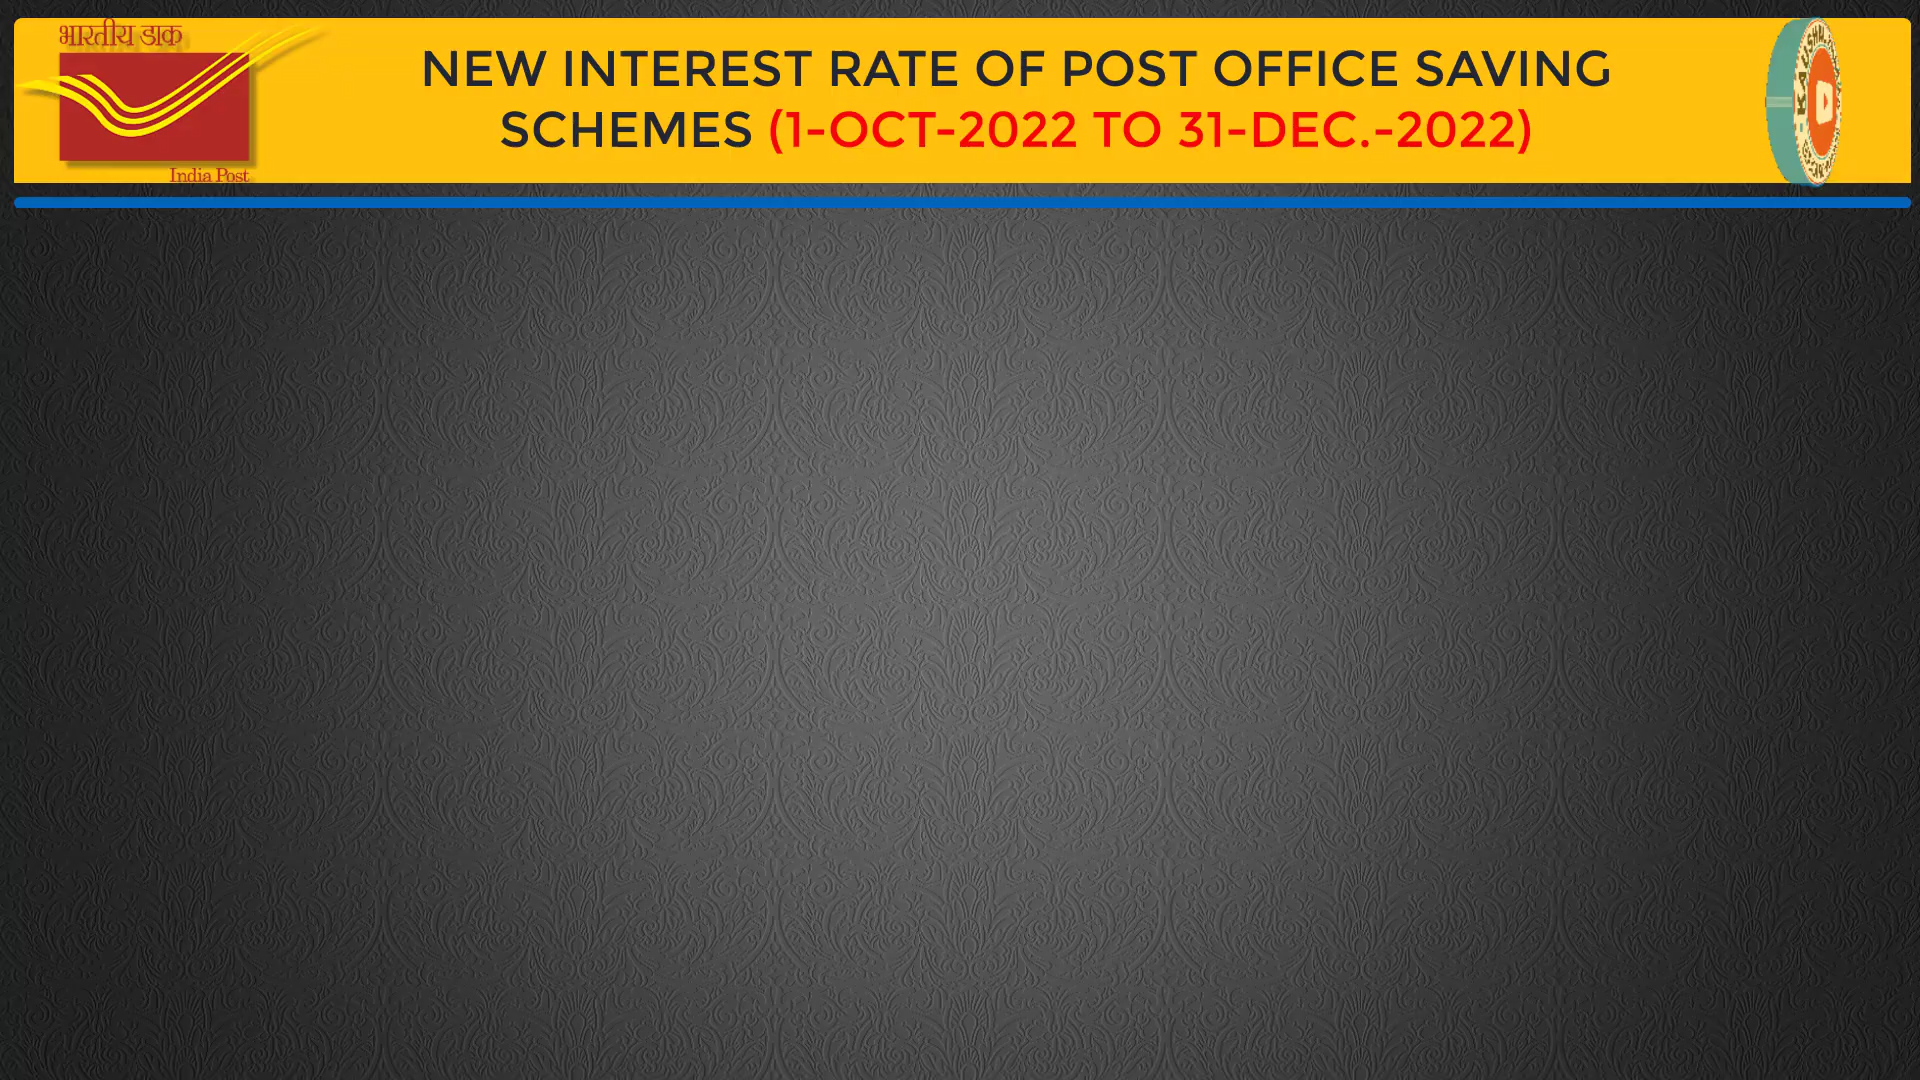 भारतीय डाक
NEW INTEREST RATE OF POST OFFICE SAVING
SCHEMES (1-OCT-2022 TO 31-DEC.-2022)
India Post